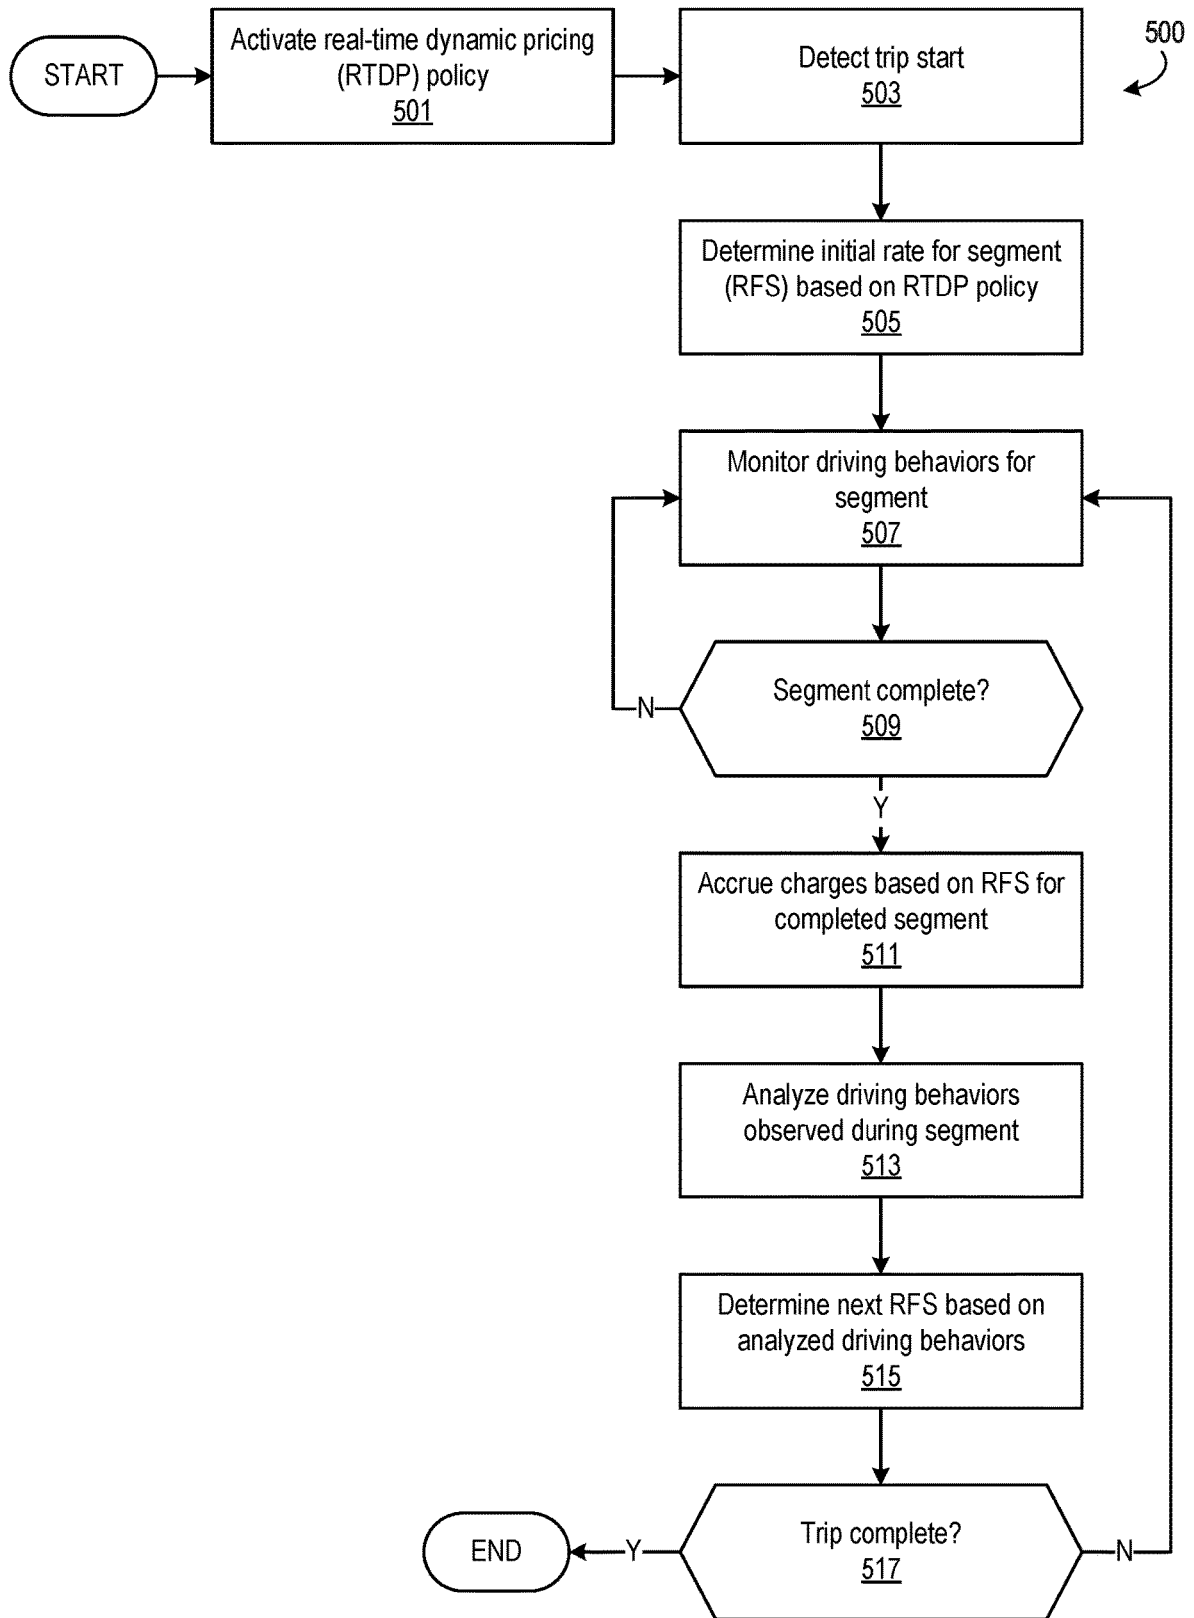 START
Activate real-time dynamic pricing
(RTDP) policy
501
Detect trip start
503
500
Determine initial rate for segment
(RFS) based on RTDP policy
505
Monitor driving behaviors for
segment
507
Segment complete?
509
N
Y
Accrue charges based on RFS for
completed segment
511
Analyze driving behaviors
observed during segment
513
Determine next RFS based on
analyzed driving behaviors
515
Trip complete?
517
END
Y
N